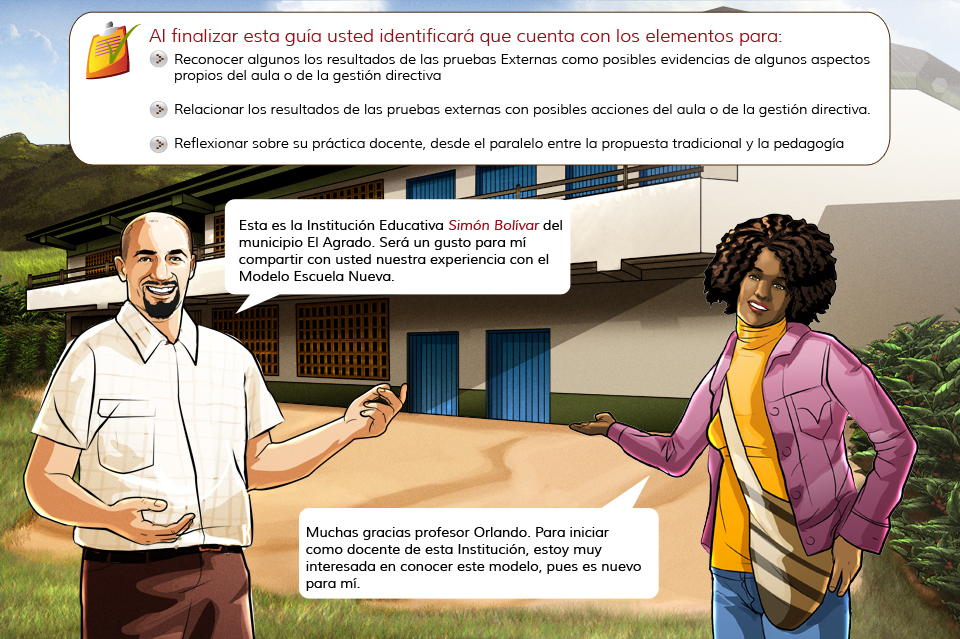 Al finalizar esta guía usted identificará que cuenta con los elementos para:
Reconocer algunos los resultados de las pruebas Externas como posibles evidencias de algunos aspectos
propios del aula o de la gestión directiva
Relacionar los resultados de las pruebas externas con posibles acciones del aula o de la gestión directiva.
Reflexionar sobre su práctica docente, desde el paralelo entre la propuesta tradicional y la pedagogía
Esta es la Institución Educativa Simón Bolívar del
municipio El Agrado. Será un gusto para mí
compartir con usted nuestra experiencia con el
Modelo Escuela Nueva.
Muchas gracias profesor Orlando. Para iniciar
como docente de esta Institución, estoy muy
interesada en conocer este modelo, pues es nuevo
para mí.